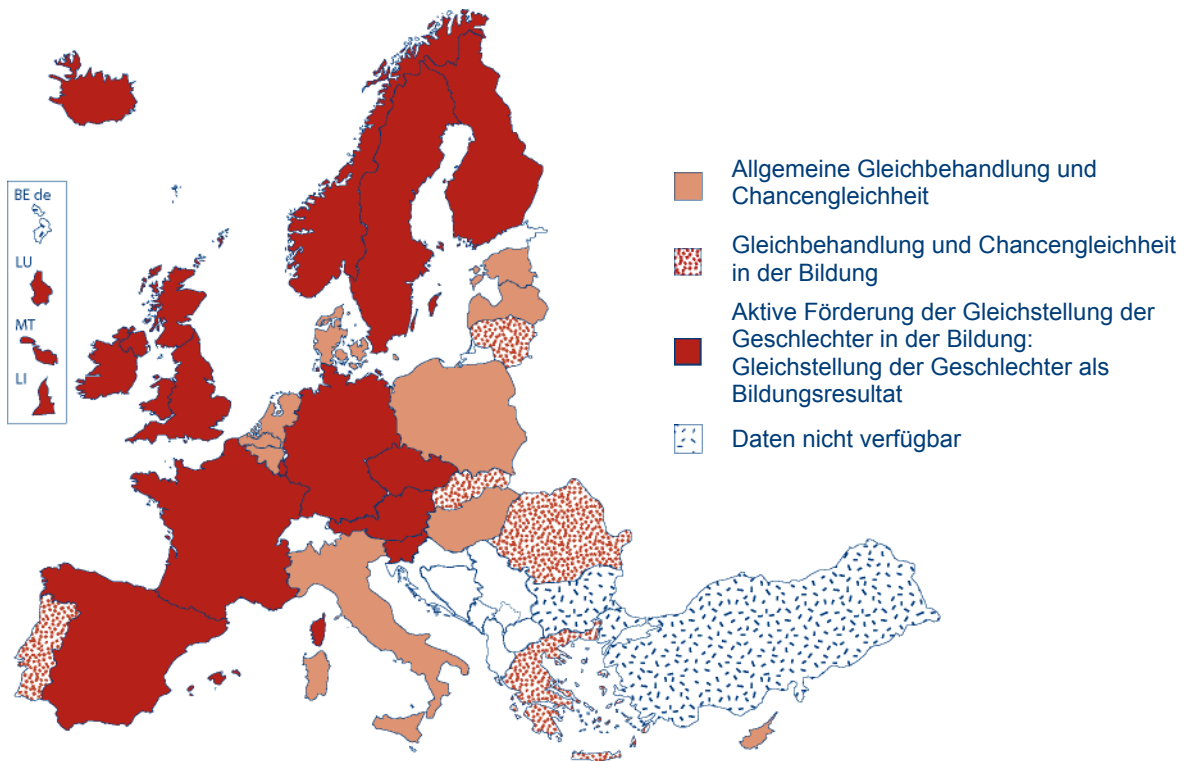 BE de
LU
MT
LI
Allgemeine Gleichbehandlung und
Chancengleichheit
Gleichbehandlung und Chancengleichheit
in der Bildung
Aktive Förderung der Gleichstellung der
Geschlechter in der Bildung:
Gleichstellung der Geschlechter als
Bildungsresultat
Daten nicht verfügbar